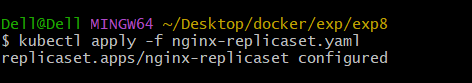 Dell@Dell MINGW64 ~/Desktop/docker/exp/exp8
$ kubectl apply -f nginx-replicaset.yaml
replicaset.apps/nginx-replicaset configured